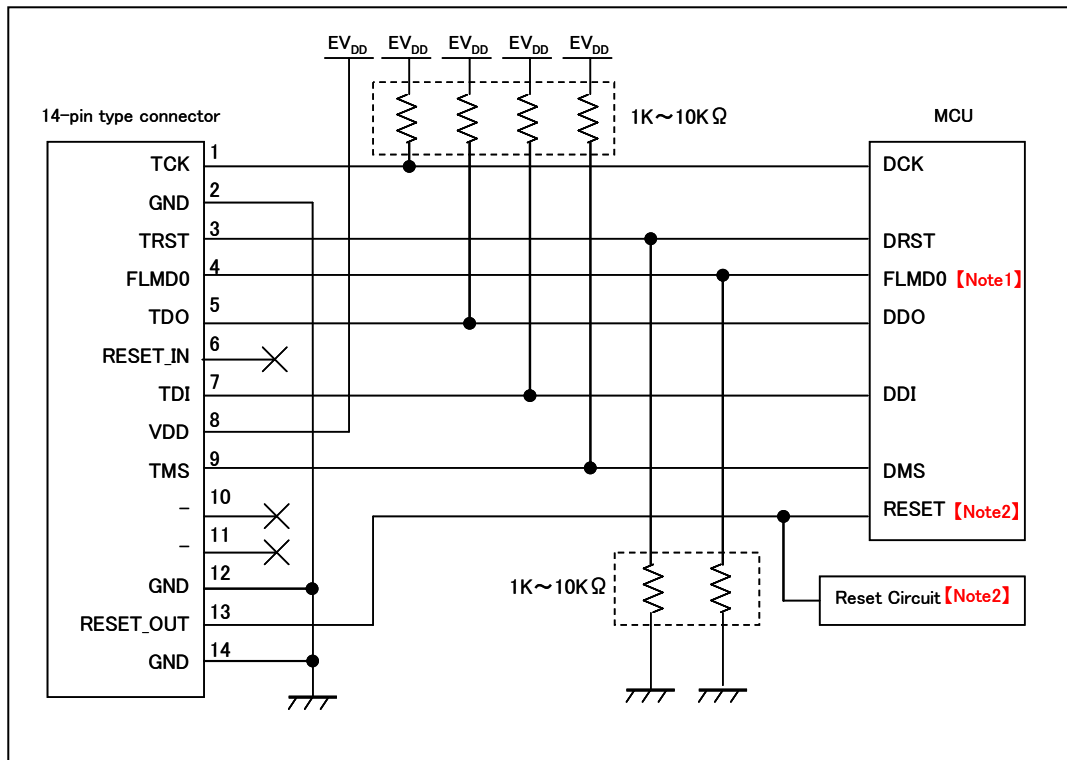 EVDD EVDD EVDD EVDD EVDD
14-pin type connector
1K～10KΩ
MCU
TCK 1 DCK
GND 2
TRST 3 DRST
FLMD0 4 FLMD0【Note1】
TDO 5 DDO
RESET_IN 6
TDI 7 DDI
VDD 8
TMS 9 DMS
- 10
RESET【Note2】
- 11
GND 12
1K～10KΩ
Reset Circuit【Note2】
RESET_OUT 13
GND 14